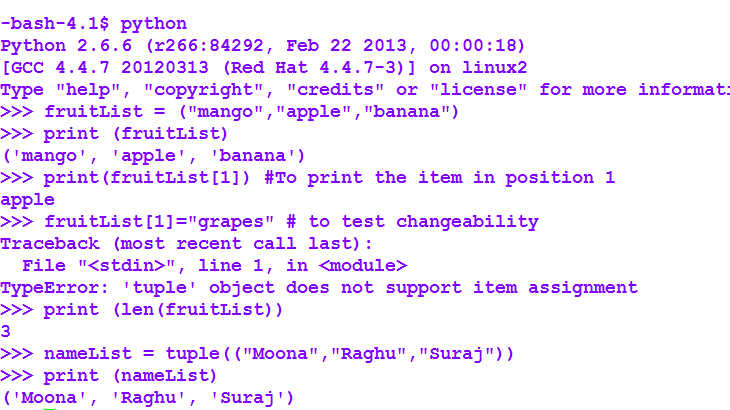 -bash-4.1$ python
Python 2.6.6 (r266:84292, Feb 22 2013, 00:00:18)
[GCC 4.4.7 20120313 (Red Hat 4.4.7-3)] on linux2
Type "help", "copyright", "credits" or "license" for more informati
>>> fruitList = ("mango","apple","banana")
>>> print (fruitList)
('mango', 'apple', 'banana')
>>> print(fruitList[1]) #To print the item in position 1
apple
>>> fruitList[1]="grapes" # to test changeability
Traceback (most recent call last):
  File "<stdin>", line 1, in <module>
TypeError: 'tuple' object does not support item assignment
>>> print (len(fruitList))
3
>>> nameList = tuple(("Moona","Raghu","Suraj"))
>>> print (nameList)
('Moona', 'Raghu', 'Suraj')